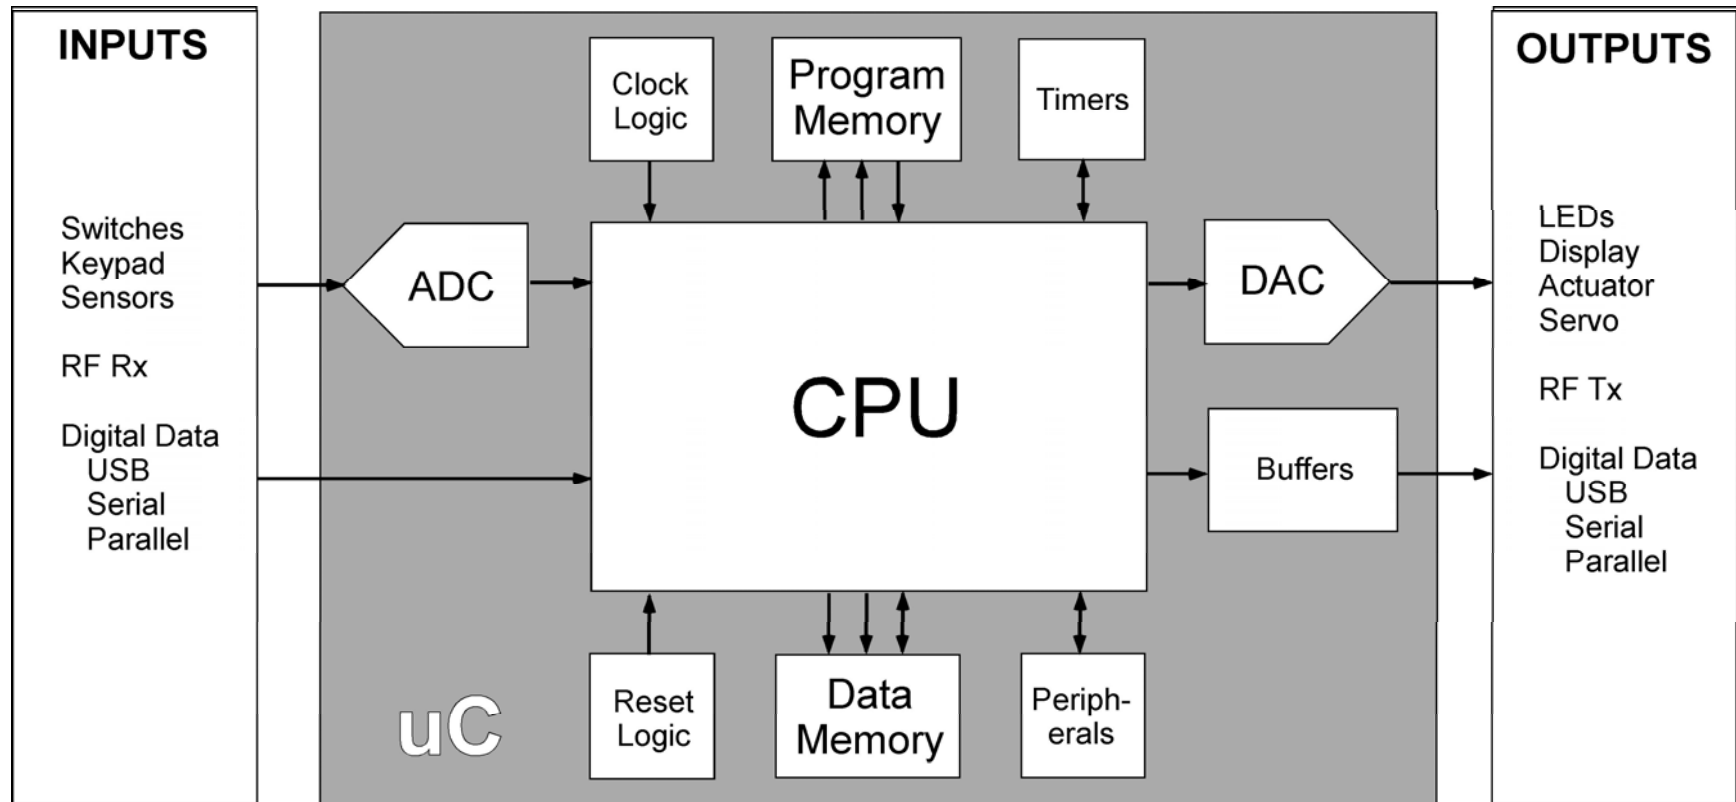 INPUTS
Switches
Keypad
Sensors
RF Rx
Digital Data
USB
Serial
Parallel
Clock
Logic
Program
Memory
Timers
ADC
CPU
DAC
Buffers
Reset
Logic
Data
Memory
Periph-
erals
uC
OUTPUTS
LEDs
Display
Actuator
Servo
RF Tx
Digital Data
USB
Serial
Parallel